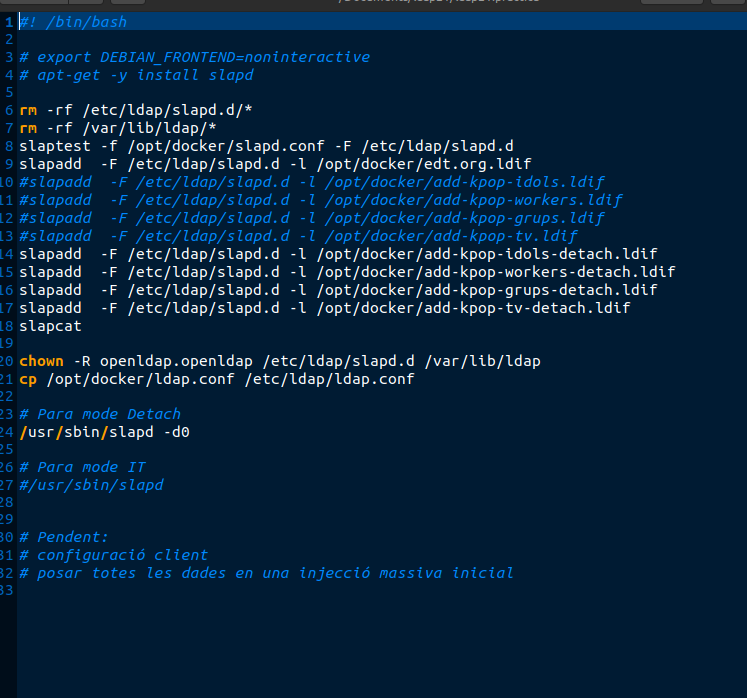 1 #! /bin/bash
2
3 # export DEBIAN_FRONTEND=noninteractive
4 # apt-get -y install slapd
5
6 rm -rf /etc/ldap/slapd.d/*
7 rm -rf /var/lib/ldap/*
8 slaptest -f /opt/docker/slapd.conf -F /etc/ldap/slapd.d
9 slapadd  -F /etc/ldap/slapd.d -l /opt/docker/edt.org.ldif
10 #slapadd  -F /etc/ldap/slapd.d -l /opt/docker/add-kpop-idols.ldif
11 #slapadd  -F /etc/ldap/slapd.d -l /opt/docker/add-kpop-workers.ldif
12 #slapadd  -F /etc/ldap/slapd.d -l /opt/docker/add-kpop-grups.ldif
13 #slapadd  -F /etc/ldap/slapd.d -l /opt/docker/add-kpop-tv.ldif
14 slapadd  -F /etc/ldap/slapd.d -l /opt/docker/add-kpop-idols-detach.ldif
15 slapadd  -F /etc/ldap/slapd.d -l /opt/docker/add-kpop-workers-detach.ldif
16 slapadd  -F /etc/ldap/slapd.d -l /opt/docker/add-kpop-grups-detach.ldif
17 slapadd  -F /etc/ldap/slapd.d -l /opt/docker/add-kpop-tv-detach.ldif
18 slapcat
19
20 chown -R openldap.openldap /etc/ldap/slapd.d /var/lib/ldap
21 cp /opt/docker/ldap.conf /etc/ldap/ldap.conf
22
23 # Para mode Detach
24 /usr/sbin/slapd -d0
25
26 # Para mode IT
27 #/usr/sbin/slapd
28
29
30 # Pendent:
31 # configuració client
32 # posar totes les dades en una injecció massiva inicial
33